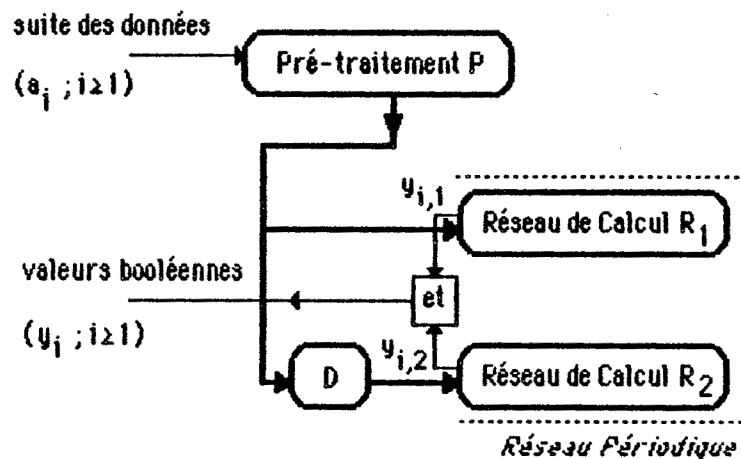 suite des données
Pré-traitement P
(a_i ; i≥1)
y_i,1
Réseau de Calcul R_1
valeurs booléennes
et
(y_i ; i≥1)
y_i,2
D
Réseau de Calcul R_2
Réseau Périodique